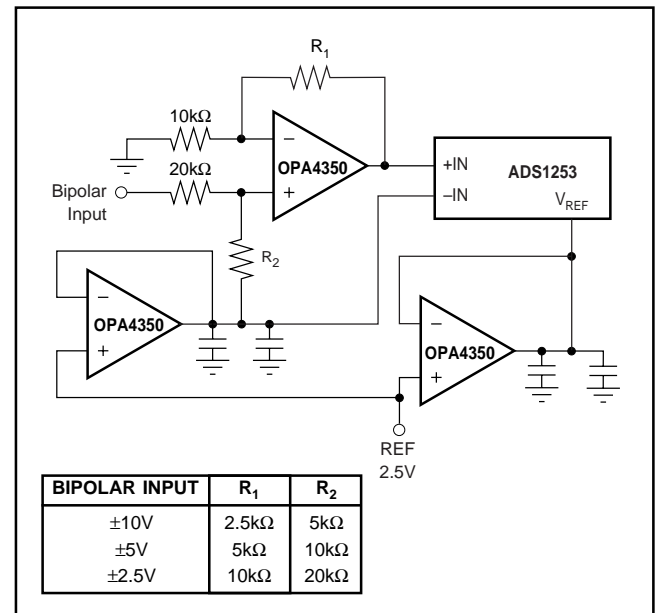 R1
10kΩ
−
OPA4350
+
20kΩ
Bipolar
Input
R2
+IN
ADS1253
−IN
VREF
−
OPA4350
+
−
OPA4350
+
REF
2.5V
BIPOLAR INPUT R1 R2
±10V 2.5kΩ 5kΩ
±5V 5kΩ 10kΩ
±2.5V 10kΩ 20kΩ